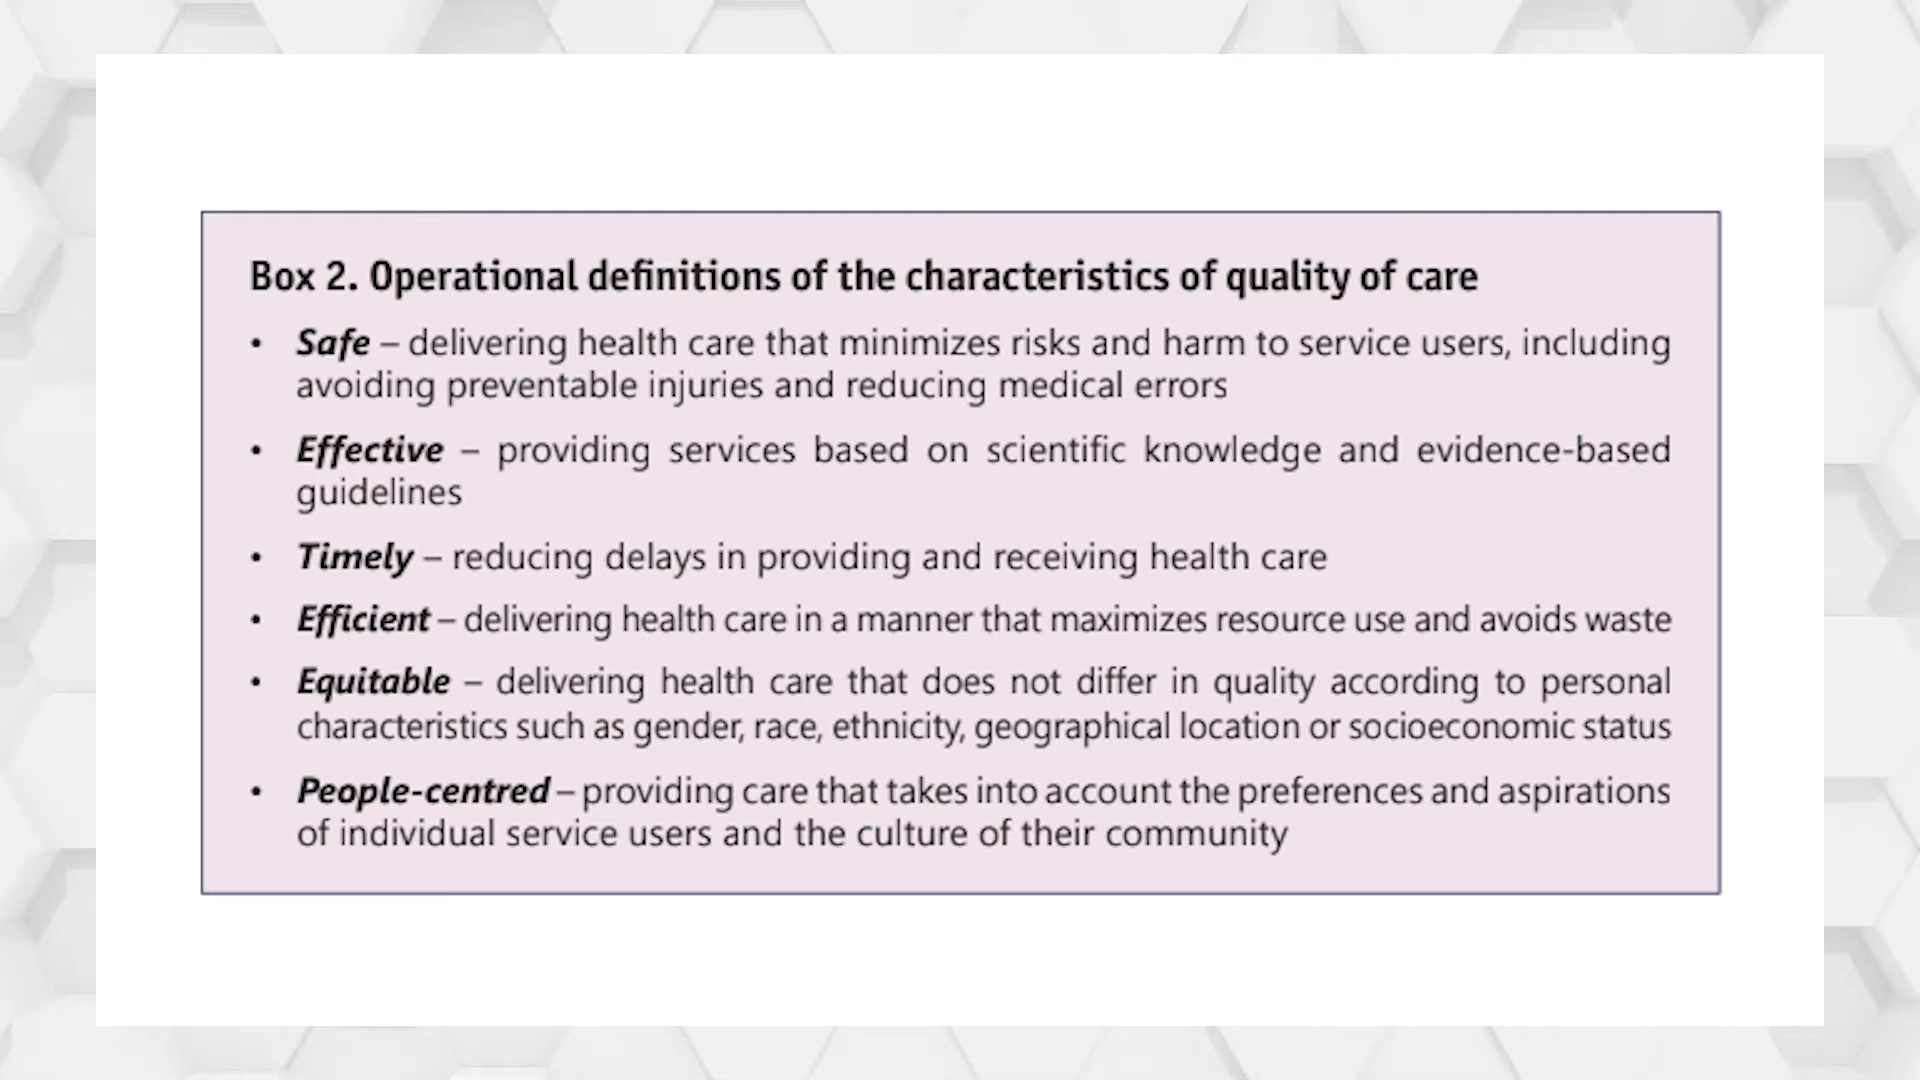 Box 2. Operational definitions of the characteristics of quality of care
• Safe – delivering health care that minimizes risks and harm to service users, including
avoiding preventable injuries and reducing medical errors
• Effective – providing services based on scientific knowledge and evidence-based
guidelines
• Timely – reducing delays in providing and receiving health care
• Efficient – delivering health care in a manner that maximizes resource use and avoids waste
• Equitable – delivering health care that does not differ in quality according to personal
characteristics such as gender, race, ethnicity, geographical location or socioeconomic status
• People-centred – providing care that takes into account the preferences and aspirations
of individual service users and the culture of their community